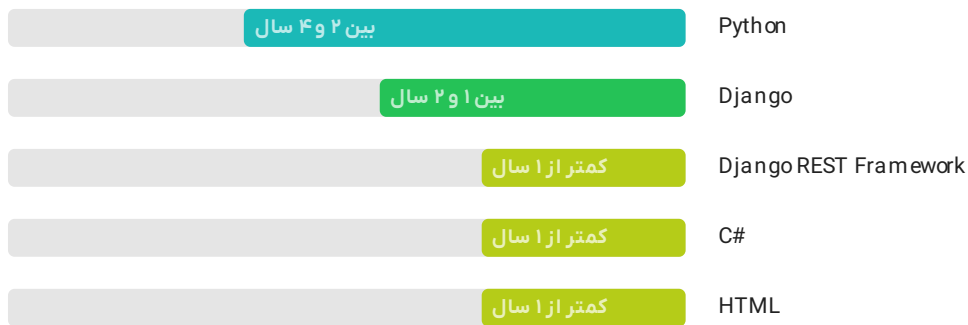 Python بین ۲ و ۴ سال
Django بین ۱ و ۲ سال
Django REST Framework کمتر از ۱ سال
C# کمتر از ۱ سال
HTML کمتر از ۱ سال